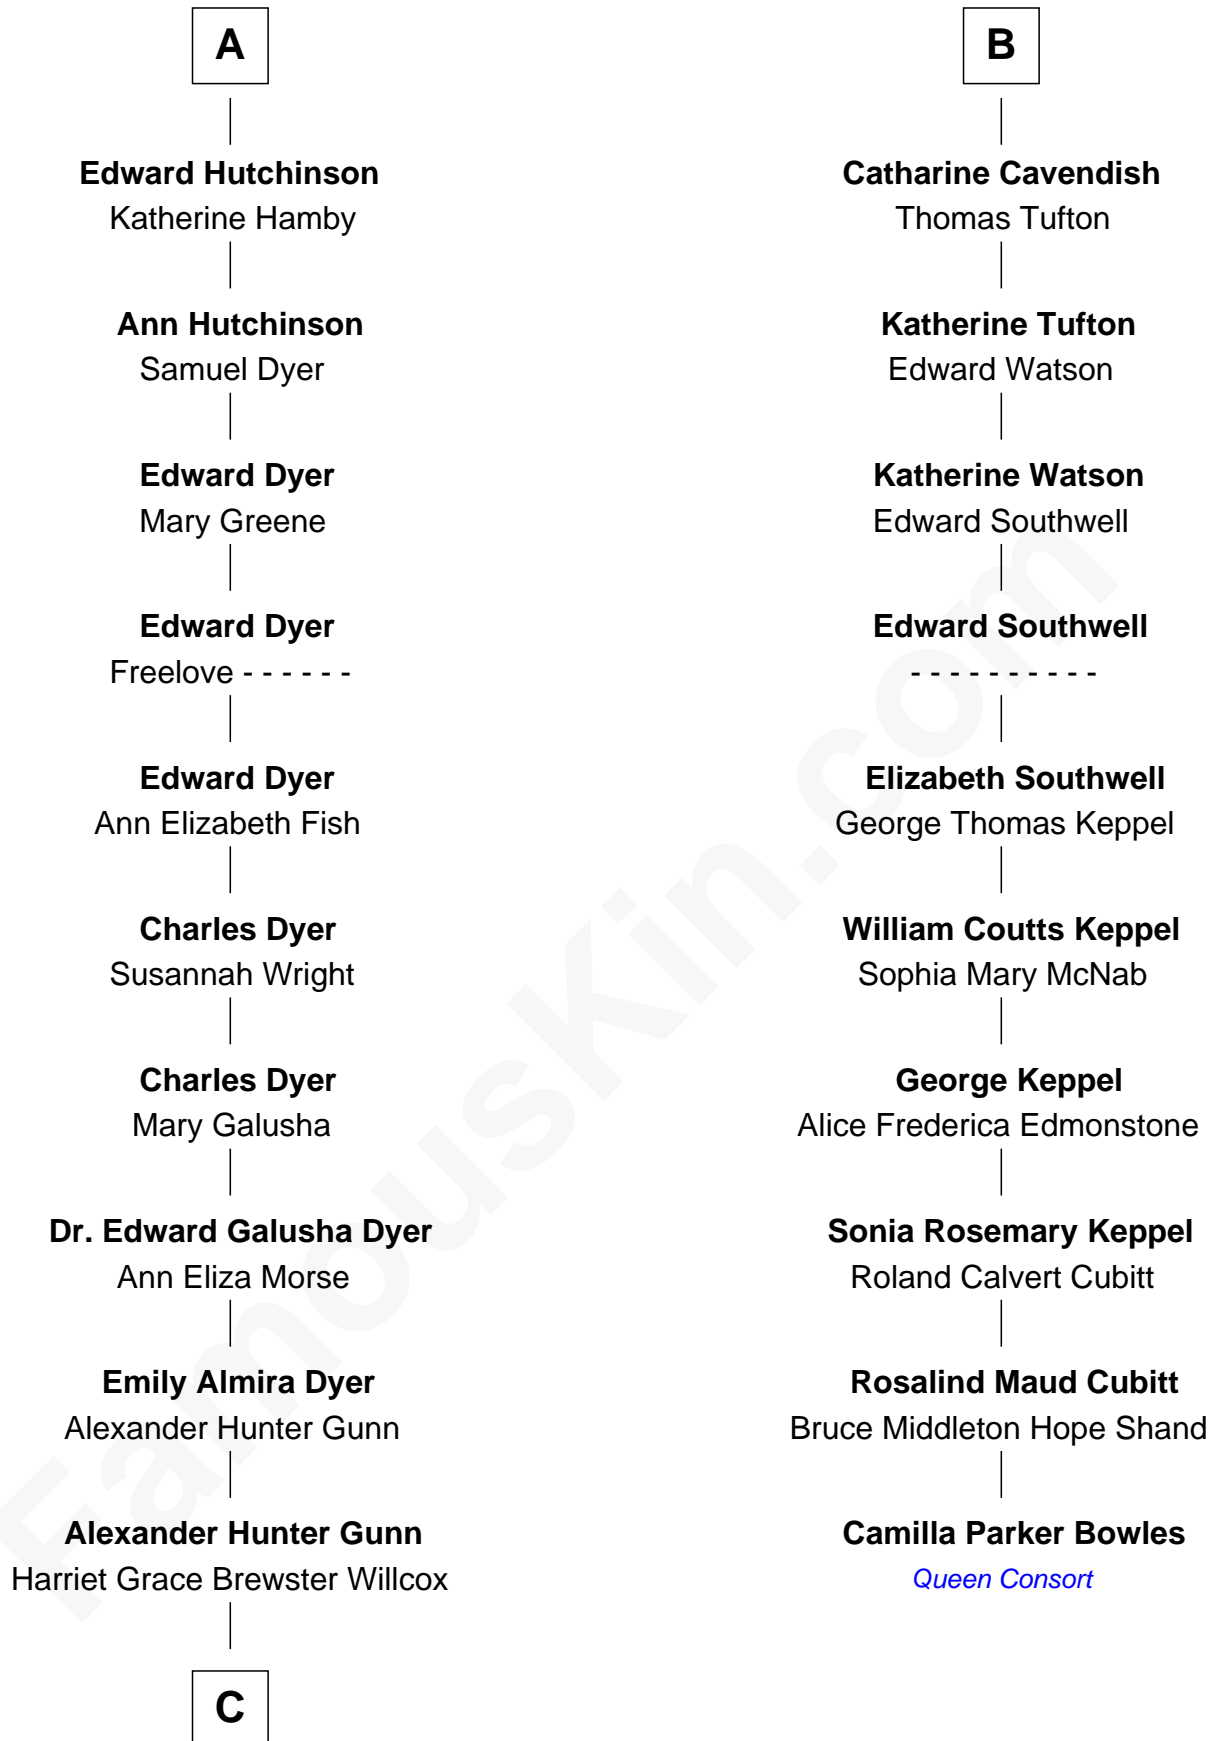 A
Edward Hutchinson
Katherine Hamby
Ann Hutchinson
Samuel Dyer
Edward Dyer
Mary Greene
Edward Dyer
Freelove - - - - - -
Edward Dyer
Ann Elizabeth Fish
Charles Dyer
Susannah Wright
Charles Dyer
Mary Galusha
Dr. Edward Galusha Dyer
Ann Eliza Morse
Emily Almira Dyer
Alexander Hunter Gunn
Alexander Hunter Gunn
Harriet Grace Brewster Willcox
C
B
Catharine Cavendish
Thomas Tufton
Katherine Tufton
Edward Watson
Katherine Watson
Edward Southwell
Edward Southwell
- - - - - - - - - -
Elizabeth Southwell
George Thomas Keppel
William Coutts Keppel
Sophia Mary McNab
George Keppel
Alice Frederica Edmonstone
Sonia Rosemary Keppel
Roland Calvert Cubitt
Rosalind Maud Cubitt
Bruce Middleton Hope Shand
Camilla Parker Bowles
Queen Consort
FamousKin.com